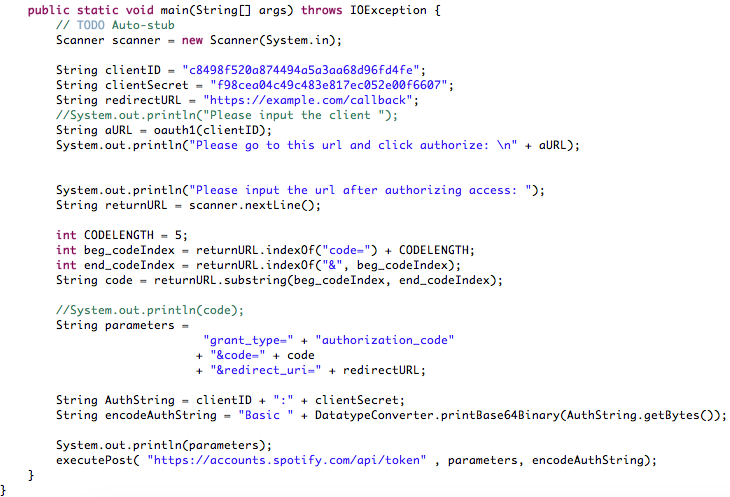 public static void main(String[] args) throws IOException {
// TODO Auto-stub
Scanner scanner = new Scanner(System.in);
String clientID = "c8498f520a874494a5a3aa68d96fd4fe";
String clientSecret = "f98cea04c49c483e817ec052e00f6607";
String redirectURL = "https://example.com/callback";
//System.out.println("Please input the client ");
String aURL = oauth1(clientID);
System.out.println("Please go to this url and click authorize: \n" + aURL);
System.out.println("Please input the url after authorizing access: ");
String returnURL = scanner.nextLine();
int CODELENGTH = 5;
int beg_codeIndex = returnURL.indexOf("code=") + CODELENGTH;
int end_codeIndex = returnURL.indexOf("&", beg_codeIndex);
String code = returnURL.substring(beg_codeIndex, end_codeIndex);
//System.out.println(code);
String parameters =
"grant_type=" + "authorization_code"
+ "&code=" + code
+ "&redirect_uri=" + redirectURL;
String AuthString = clientID + ":" + clientSecret;
String encodeAuthString = "Basic " + DatatypeConverter.printBase64Binary(AuthString.getBytes());
System.out.println(parameters);
executePost( "https://accounts.spotify.com/api/token" , parameters, encodeAuthString);
}
}